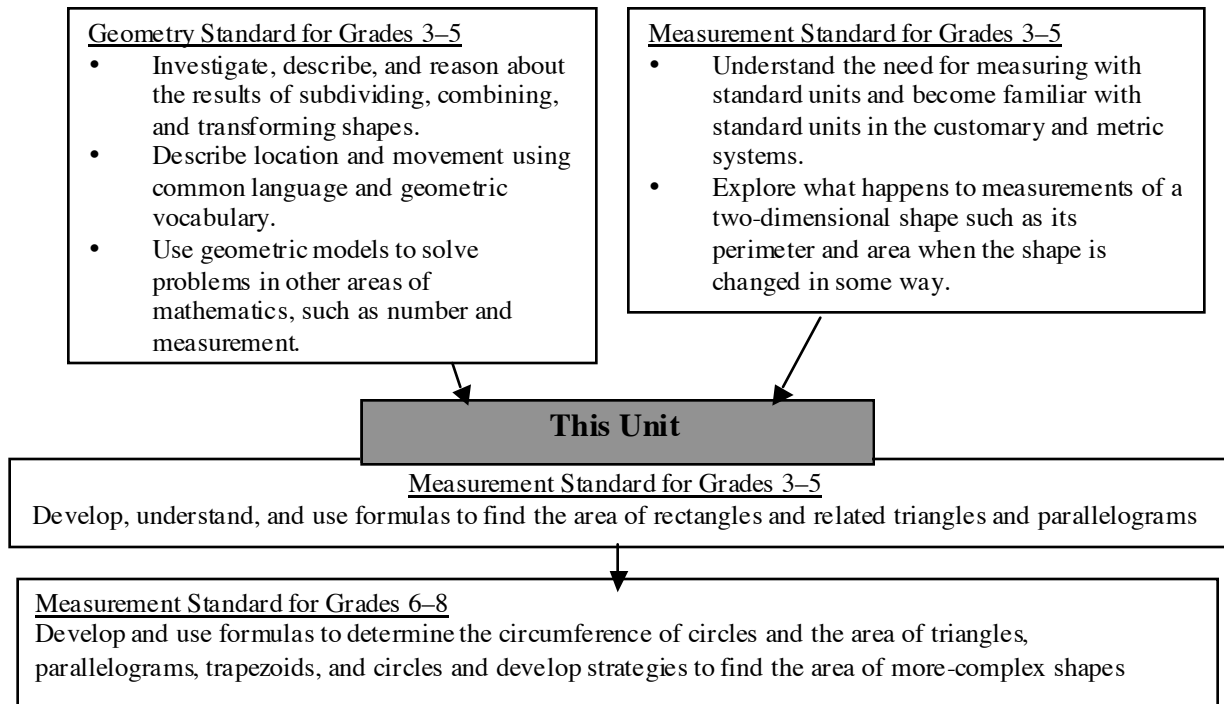 Geometry Standard for Grades 3–5
• Investigate, describe, and reason about
the results of subdividing, combining,
and transforming shapes.
• Describe location and movement using
common language and geometric
vocabulary.
• Use geometric models to solve
problems in other areas of
mathematics, such as number and
measurement.
Measurement Standard for Grades 3–5
• Understand the need for measuring with
standard units and become familiar with
standard units in the customary and metric
systems.
• Explore what happens to measurements of a
two-dimensional shape such as its
perimeter and area when the shape is
changed in some way.
This Unit
Measurement Standard for Grades 3–5
Develop, understand, and use formulas to find the area of rectangles and related triangles and parallelograms
Measurement Standard for Grades 6–8
Develop and use formulas to determine the circumference of circles and the area of triangles,
parallelograms, trapezoids, and circles and develop strategies to find the area of more-complex shapes